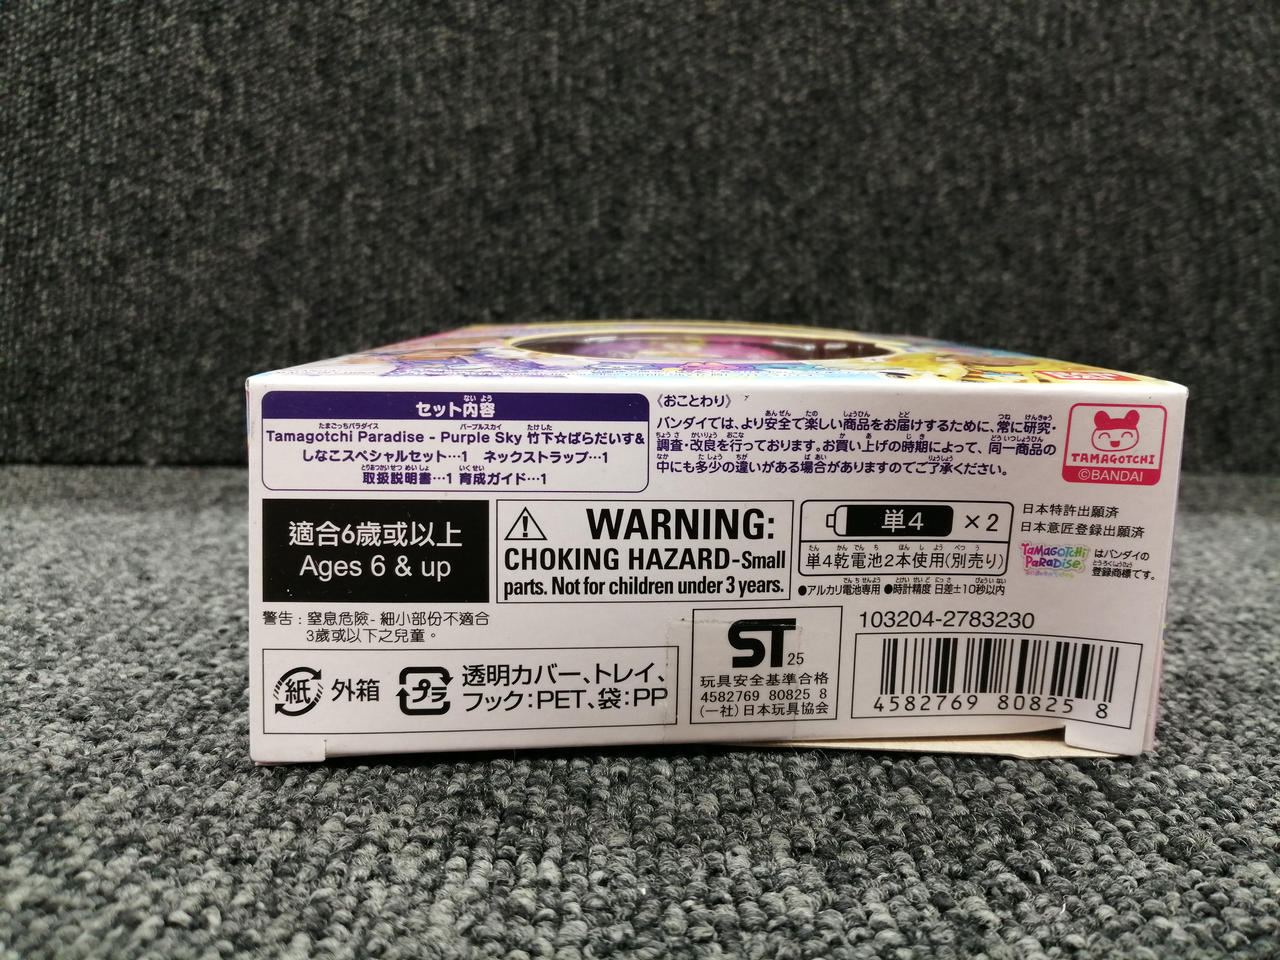 セット内容
Tamagotchi Paradise - Purple Sky 竹下☆ぱらだいす&
しなこスペシャルセット…1 ネックストラップ…1
取扱説明書…1 育成ガイド…1
《おことわり》
バンダイでは、より安全で楽しい商品をお届けするために、常に研究・
調査・改良を行っております。お買い上げの時期によって、同一商品の
中にも多少の違いがある場合がありますのでご了承ください。
TAMAGOTCHI
©BANDAI
適合6歲或以上
Ages 6 & up
WARNING:
CHOKING HAZARD-Small
parts. Not for children under 3 years.
単4 ×2
単4乾電池2本使用(別売り)
●アルカリ電池専用 ●時計精度 日差±10秒以内
日本特許出願済
日本意匠登録出願済
TAMAGOTCHI PARADISE はバンダイの
登録商標です。
警告：窒息危險- 細小部份不適合
3歲或以下之兒童。
紙 外箱
プラ 透明カバー、トレイ、
フック：PET、袋：PP
ST 25
玩具安全基準合格
4582769 80825 8
(一社)日本玩具協会
103204-2783230
4582769 80825 8